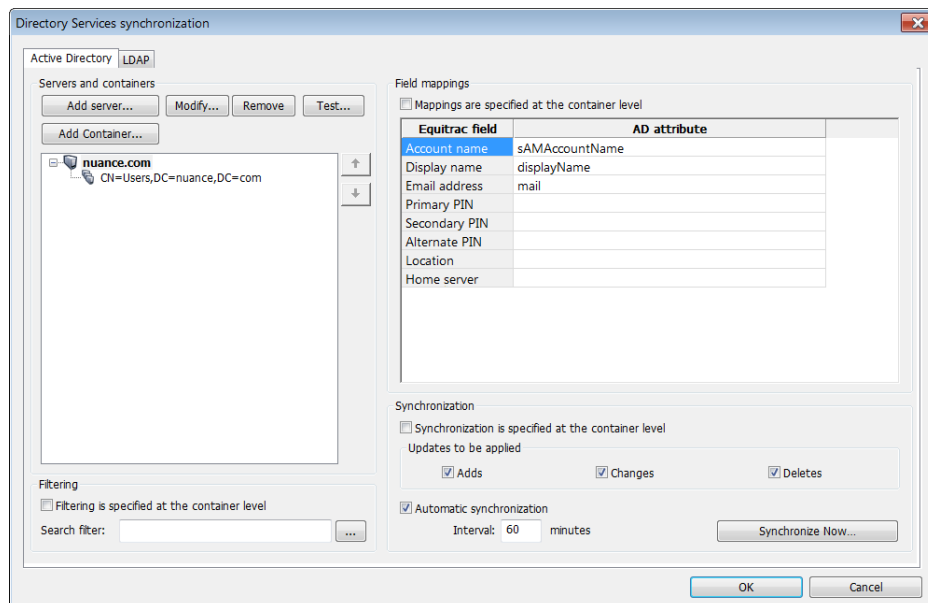 Directory Services synchronization
Active Directory LDAP
Servers and containers
Add server... Modify... Remove Test...
Add Container...
nuance.com
CN=Users,DC=nuance,DC=com
Filtering
Filtering is specified at the container level
Search filter: ...
Field mappings
Mappings are specified at the container level
Equitrac field AD attribute
Account name sAMAccountName
Display name displayName
Email address mail
Primary PIN
Secondary PIN
Alternate PIN
Location
Home server
Synchronization
Synchronization is specified at the container level
Updates to be applied
Adds Changes Deletes
Automatic synchronization
Interval: 60 minutes Synchronize Now...
OK Cancel